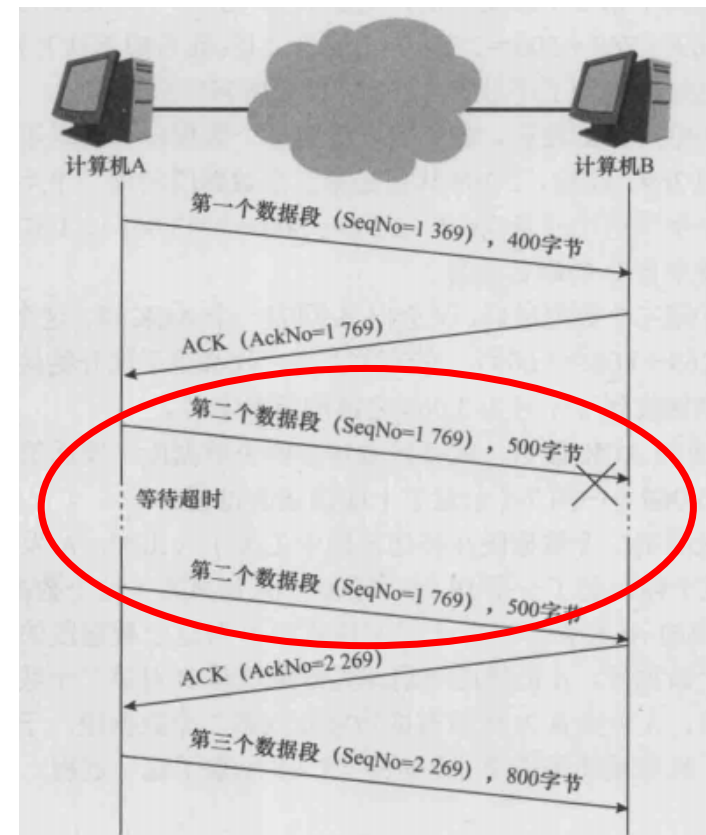 计算机A
计算机B
第一个数据段（SeqNo=1 369），400字节
ACK（AckNo=1 769）
第二个数据段（SeqNo=1 769），500字节
等待超时
第二个数据段（SeqNo=1 769），500字节
ACK（AckNo=2 269）
第三个数据段（SeqNo=2 269），800字节